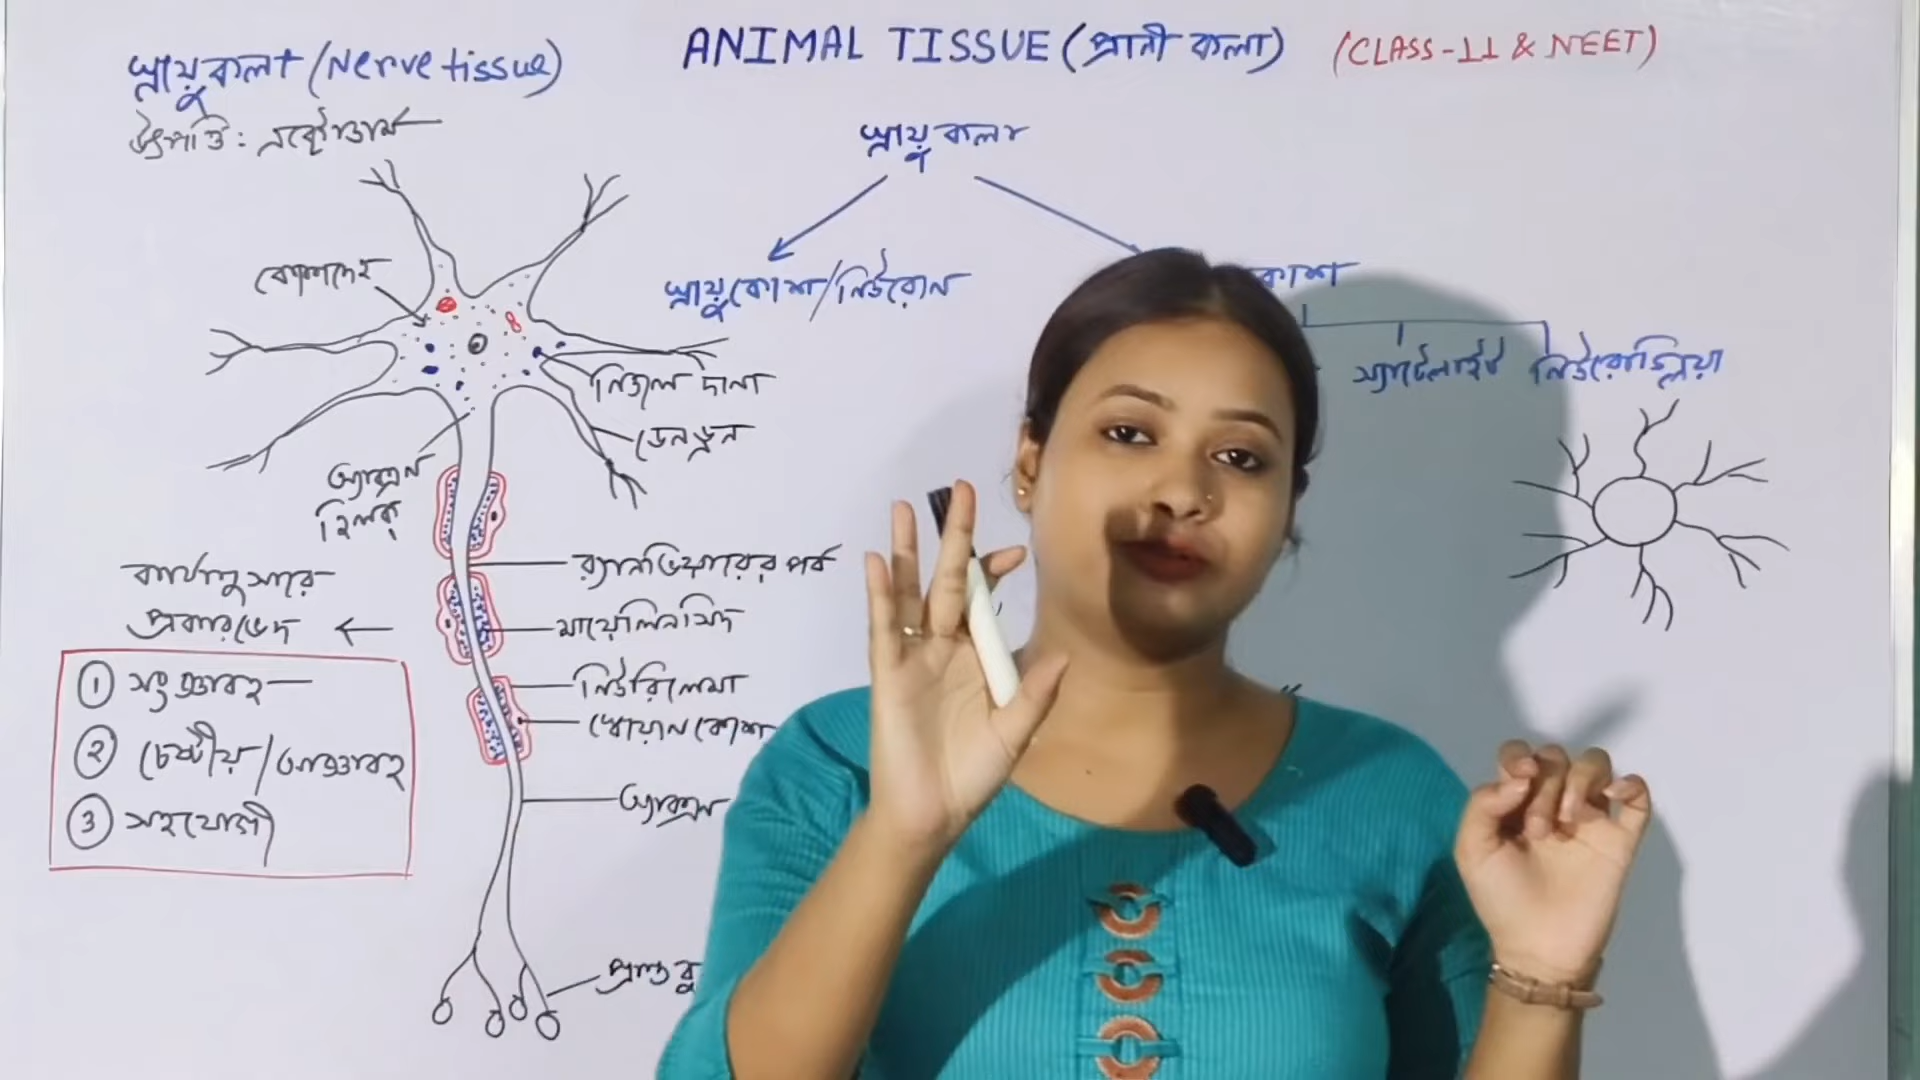 ANIMAL TISSUE (প্রানী কলা) (CLASS-11 & NEET)
স্নায়ুকলা (Nerve tissue)
উৎপত্তি: এক্টোডার্ম
স্নায়ুকলা
স্নায়ুকোশ/নিউরোন
কোশ
স্যাটেলাইট
নিউরোগ্লিয়া
কোশদেহ
নিজল দানা
ডেনড্রন
অ্যাক্সন
হিলক
র‍্যানভিয়ারের পর্ব
মায়েলিন সিদ
নিউরিলেমা
শোয়ান কোশ
অ্যাক্সন
প্রান্ত বু
কার্যানুসারে
প্রকারভেদ
① সংজ্ঞাবহ
② চেষ্টীয়/আজ্ঞাবহ
③ সহযোগী